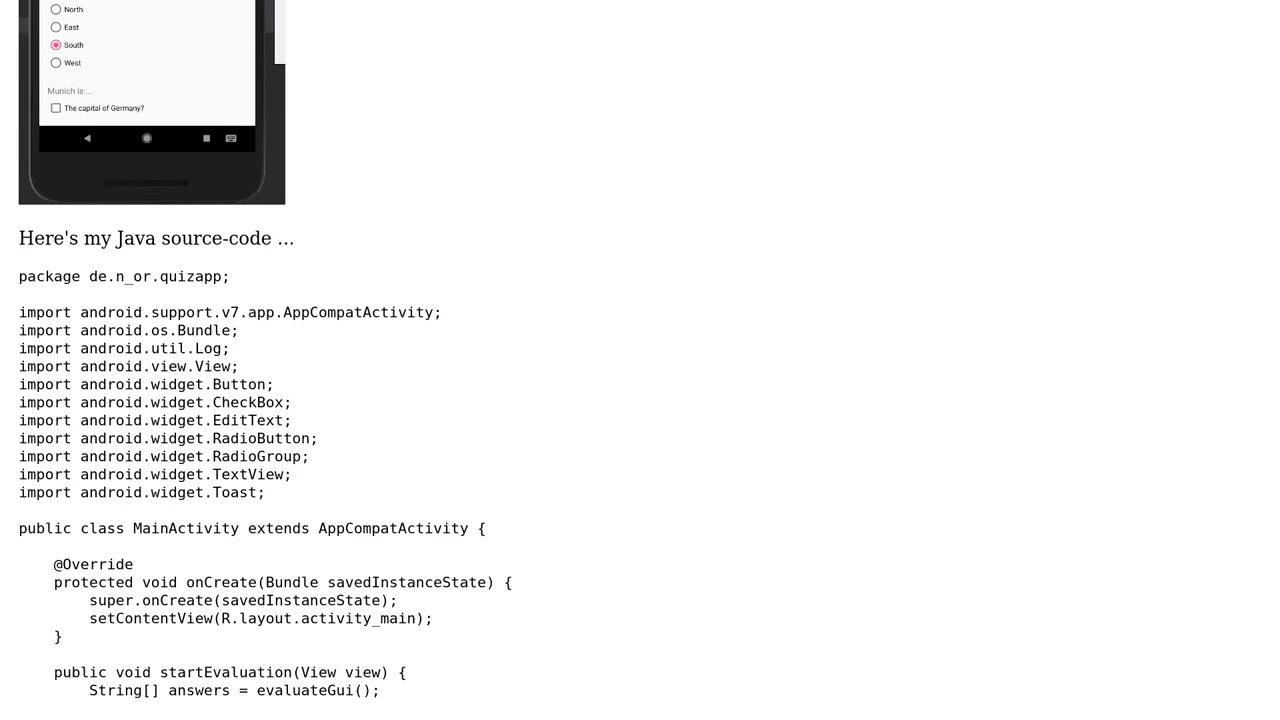 North
East
South
West
Munich is ...
The capital of Germany?
Here's my Java source-code ...
package de.n_or.quizapp;
import android.support.v7.app.AppCompatActivity;
import android.os.Bundle;
import android.util.Log;
import android.view.View;
import android.widget.Button;
import android.widget.CheckBox;
import android.widget.EditText;
import android.widget.RadioButton;
import android.widget.RadioGroup;
import android.widget.TextView;
import android.widget.Toast;
public class MainActivity extends AppCompatActivity {
    @Override
    protected void onCreate(Bundle savedInstanceState) {
        super.onCreate(savedInstanceState);
        setContentView(R.layout.activity_main);
    }
    public void startEvaluation(View view) {
        String[] answers = evaluateGui();